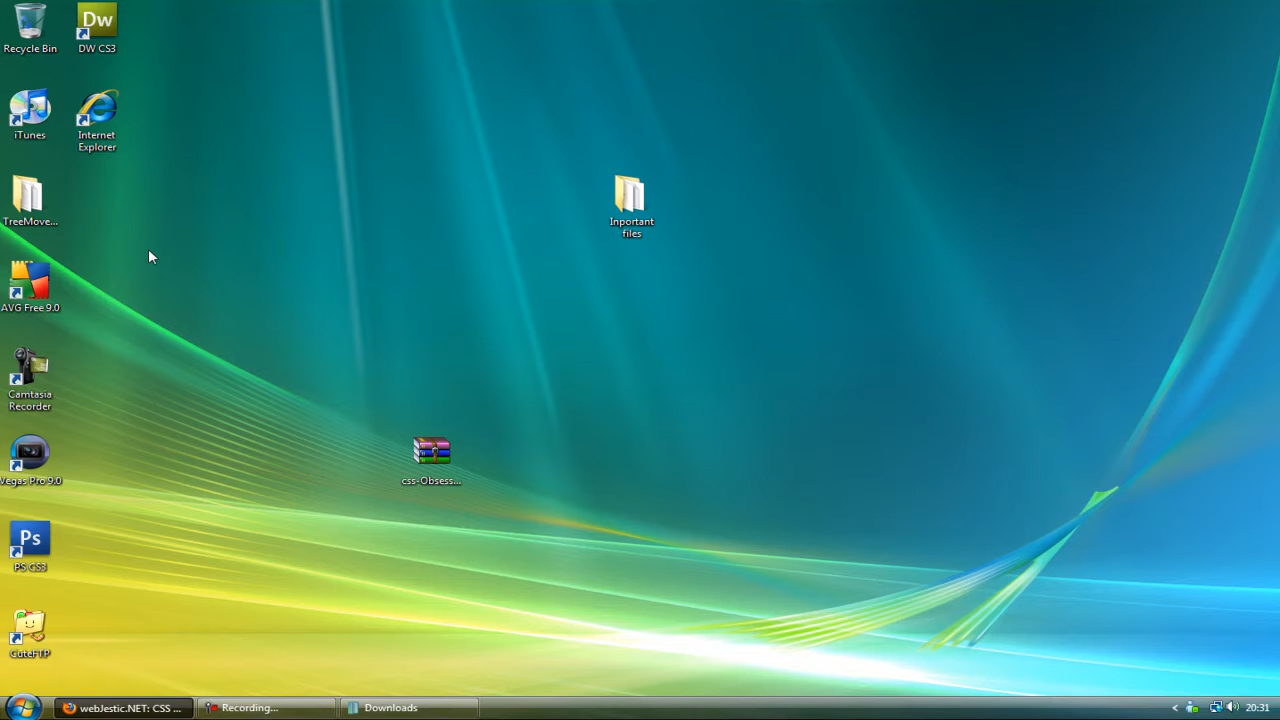 Recycle Bin
Dw
DW CS3
iTunes
Internet
Explorer
TreeMove...
Inportant
files
AVG Free 9.0
Camtasia
Recorder
Vegas Pro 9.0
css-Obsess...
Ps
PS CS3
CuteFTP
webJestic.NET: CSS ...
Recording...
Downloads
20:31